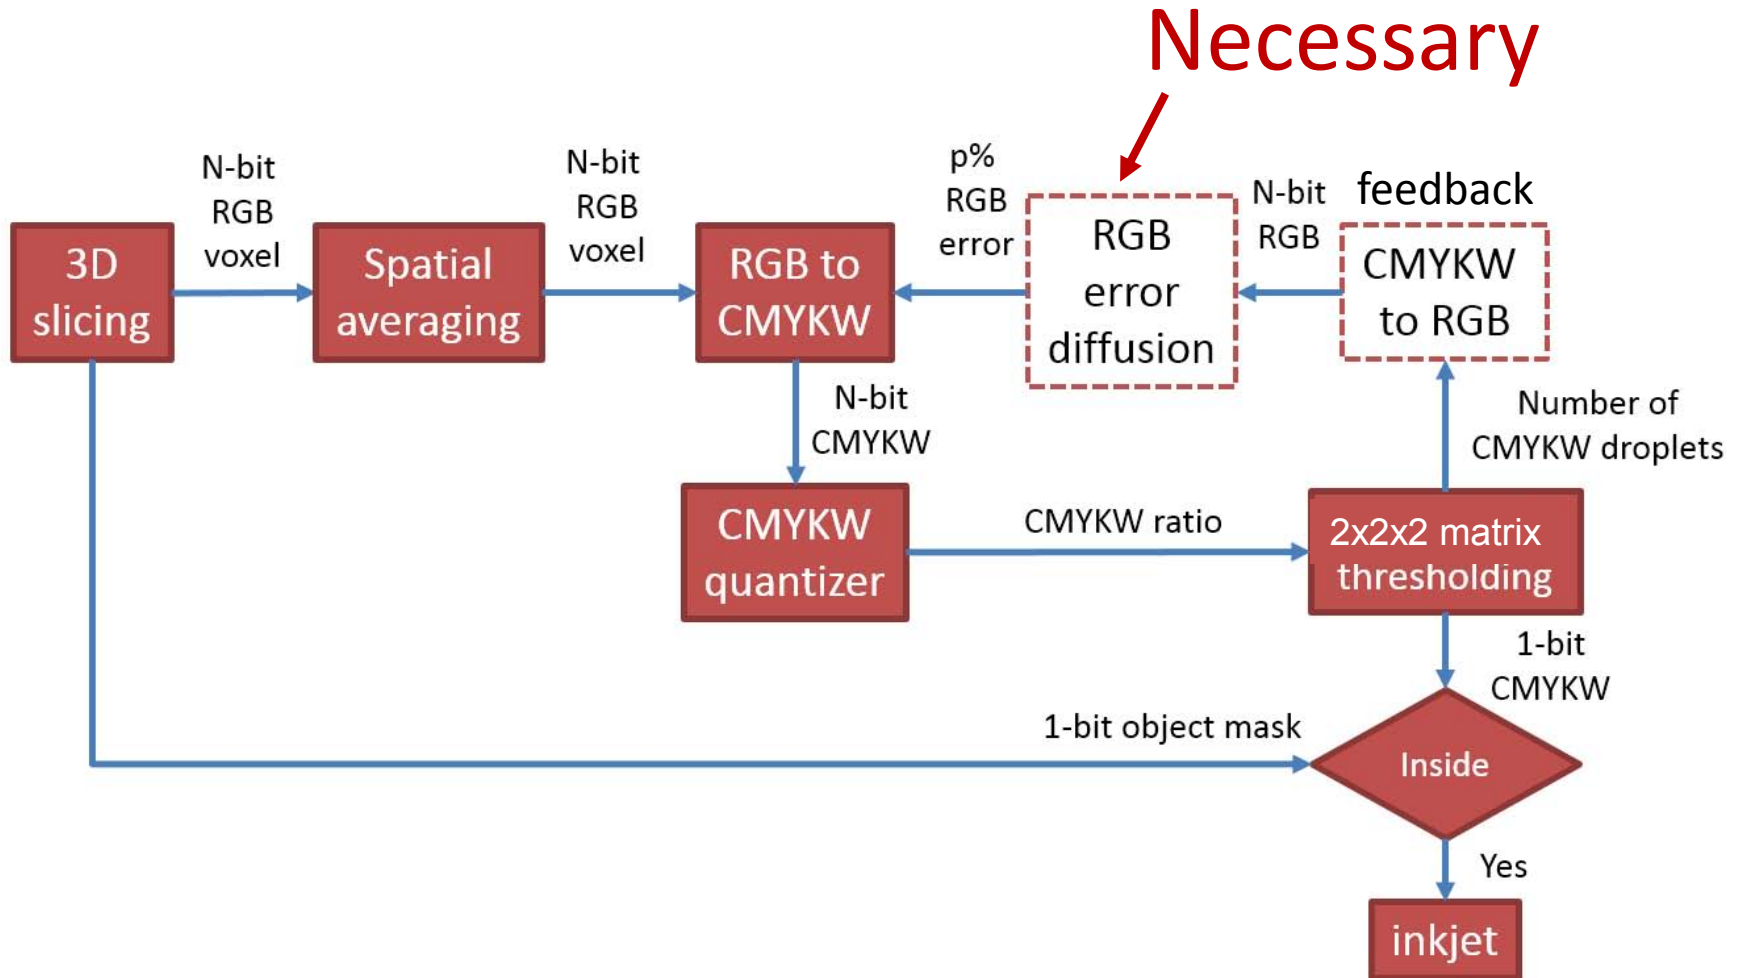 Necessary
N-bit
RGB
voxel
N-bit
RGB
voxel
p%
RGB
error
N-bit
RGB
feedback
3D
slicing
Spatial
averaging
RGB to
CMYKW
RGB
error
diffusion
CMYKW
to RGB
N-bit
CMYKW
Number of
CMYKW droplets
CMYKW
quantizer
CMYKW ratio
2x2x2 matrix
thresholding
1-bit
CMYKW
1-bit object mask
Inside
Yes
inkjet